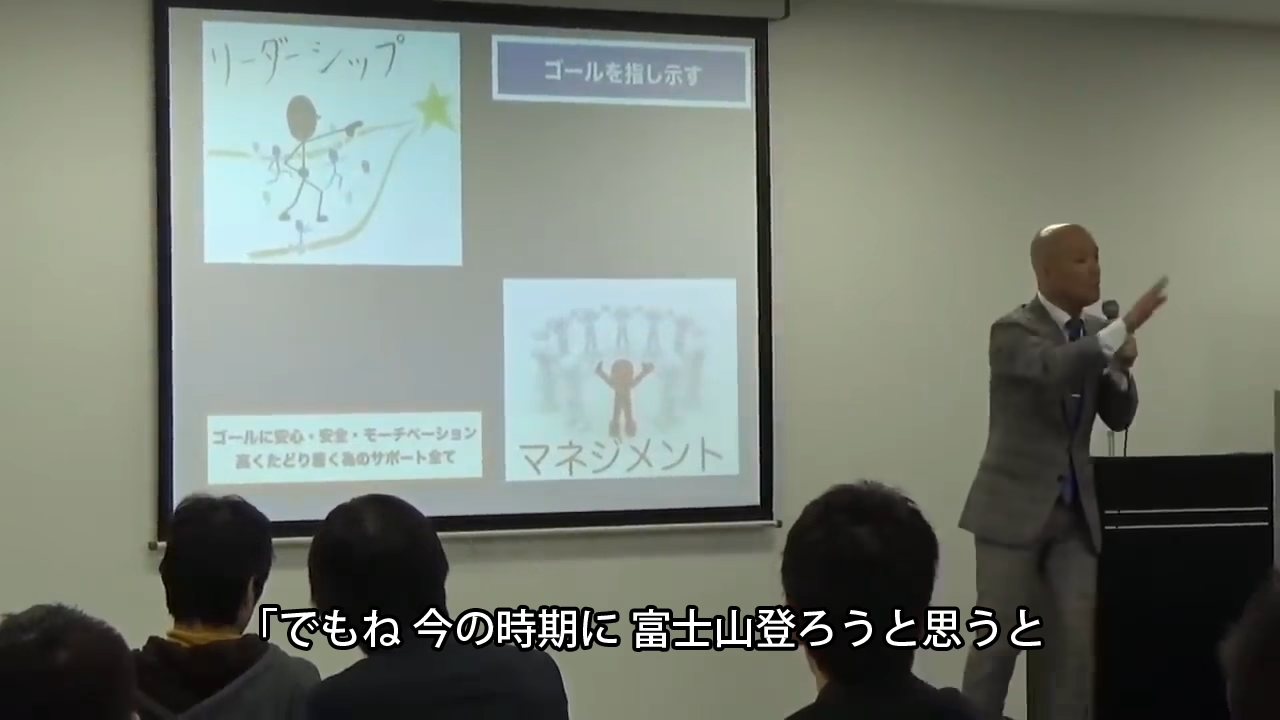 リーダーシップ
ゴールを指し示す
ゴールに安心・安全・モーチベーション
高くたどり着く為のサポート全て
マネジメント
「でもね 今の時期に 富士山登ろうと思うと